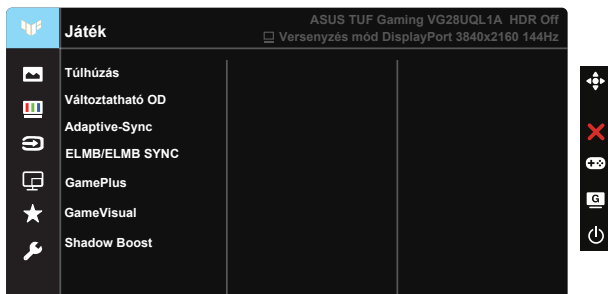 ASUS TUF Gaming VG28UQL1A HDR Off
Játék
Versenyzés mód DisplayPort 3840x2160 144Hz
Túlhúzás
Változtatható OD
Adaptive-Sync
ELMB/ELMB SYNC
GamePlus
GameVisual
Shadow Boost
G